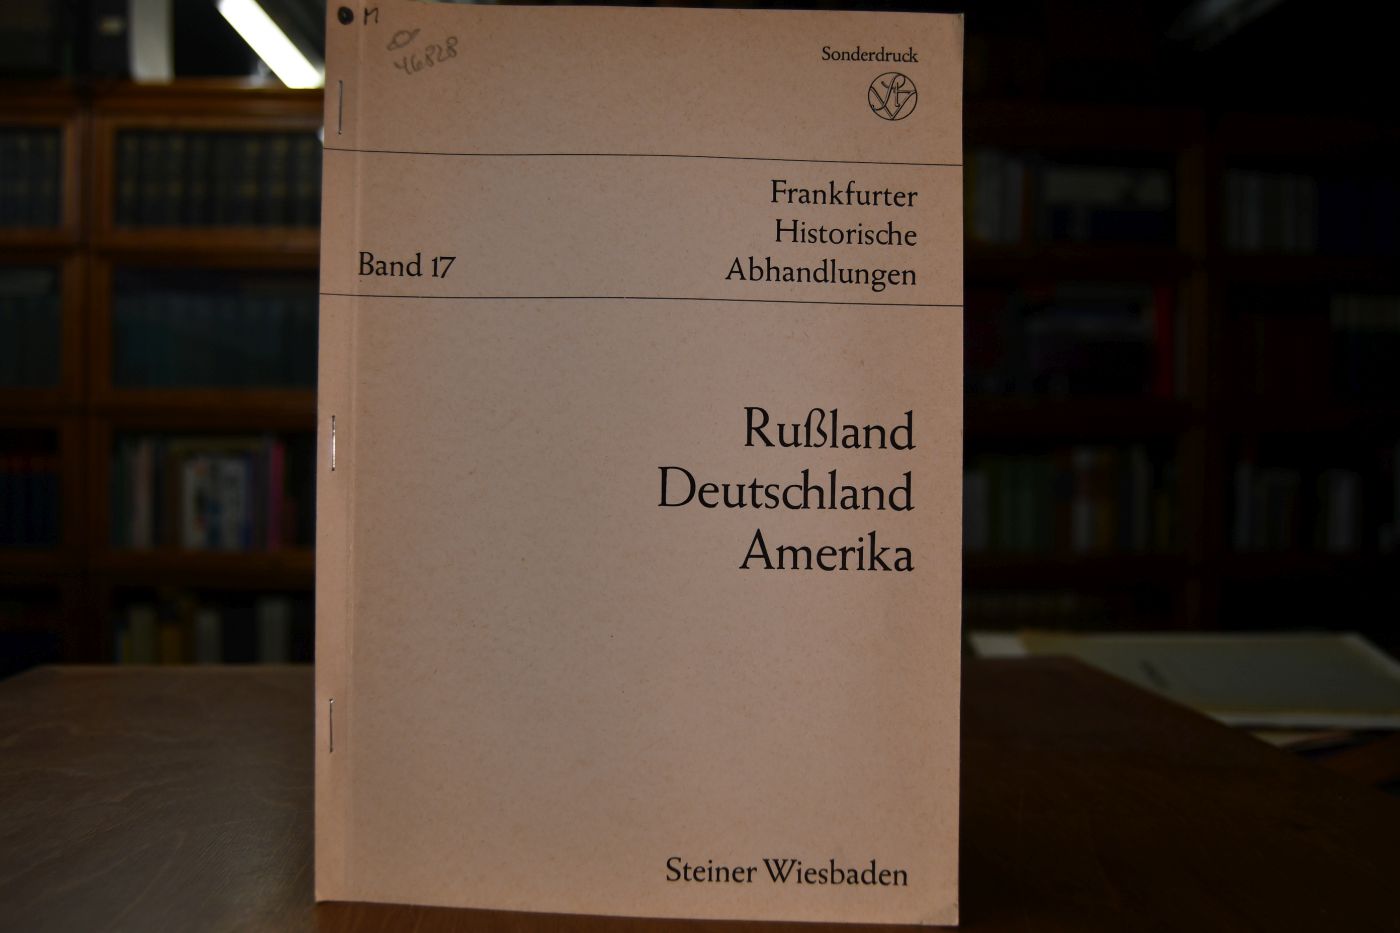 M
46828
Sonderdruck
Frankfurter
Historische
Abhandlungen
Band 17
Rußland
Deutschland
Amerika
Steiner Wiesbaden